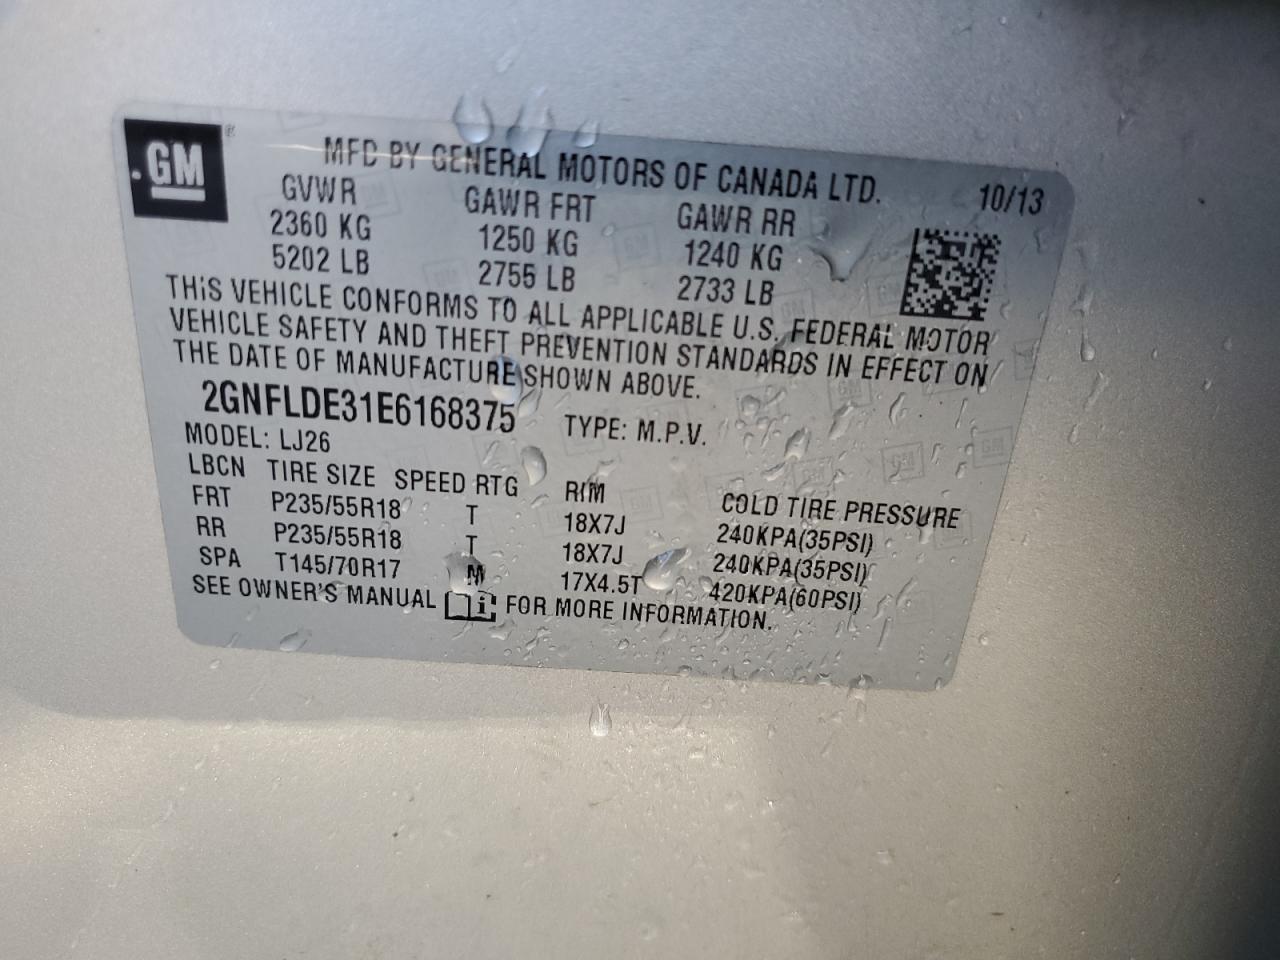 GM
MFD BY GENERAL MOTORS OF CANADA LTD. 10/13
GVWR GAWR FRT GAWR RR
2360 KG 1250 KG 1240 KG
5202 LB 2755 LB 2733 LB
THIS VEHICLE CONFORMS TO ALL APPLICABLE U.S. FEDERAL MOTOR
VEHICLE SAFETY AND THEFT PREVENTION STANDARDS IN EFFECT ON
THE DATE OF MANUFACTURE SHOWN ABOVE.
2GNFLDE31E6168375 TYPE: M.P.V.
MODEL: LJ26
LBCN TIRE SIZE SPEED RTG RIM COLD TIRE PRESSURE
FRT P235/55R18 T 18X7J 240KPA(35PSI)
RR P235/55R18 T 18X7J 240KPA(35PSI)
SPA T145/70R17 M 17X4.5T 420KPA(60PSI)
SEE OWNER'S MANUAL FOR MORE INFORMATION.